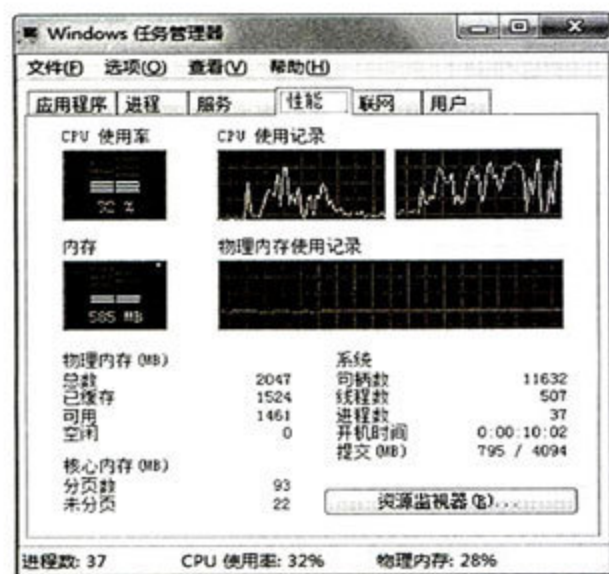 Windows 任务管理器
文件(F) 选项(O) 查看(V) 帮助(H)
应用程序 进程 服务 性能 联网 用户
CPU 使用率 CPU 使用记录
32 %
内存 物理内存使用记录
585 MB
物理内存(MB) 系统
总数 2047 句柄数 11632
已缓存 1524 线程数 507
可用 1461 进程数 37
空闲 0 开机时间 0:00:10:02
提交(MB) 795 / 4094
核心内存(MB)
分页数 93
未分页 22 资源监视器(R)...
进程数: 37 CPU 使用率: 32% 物理内存: 28%